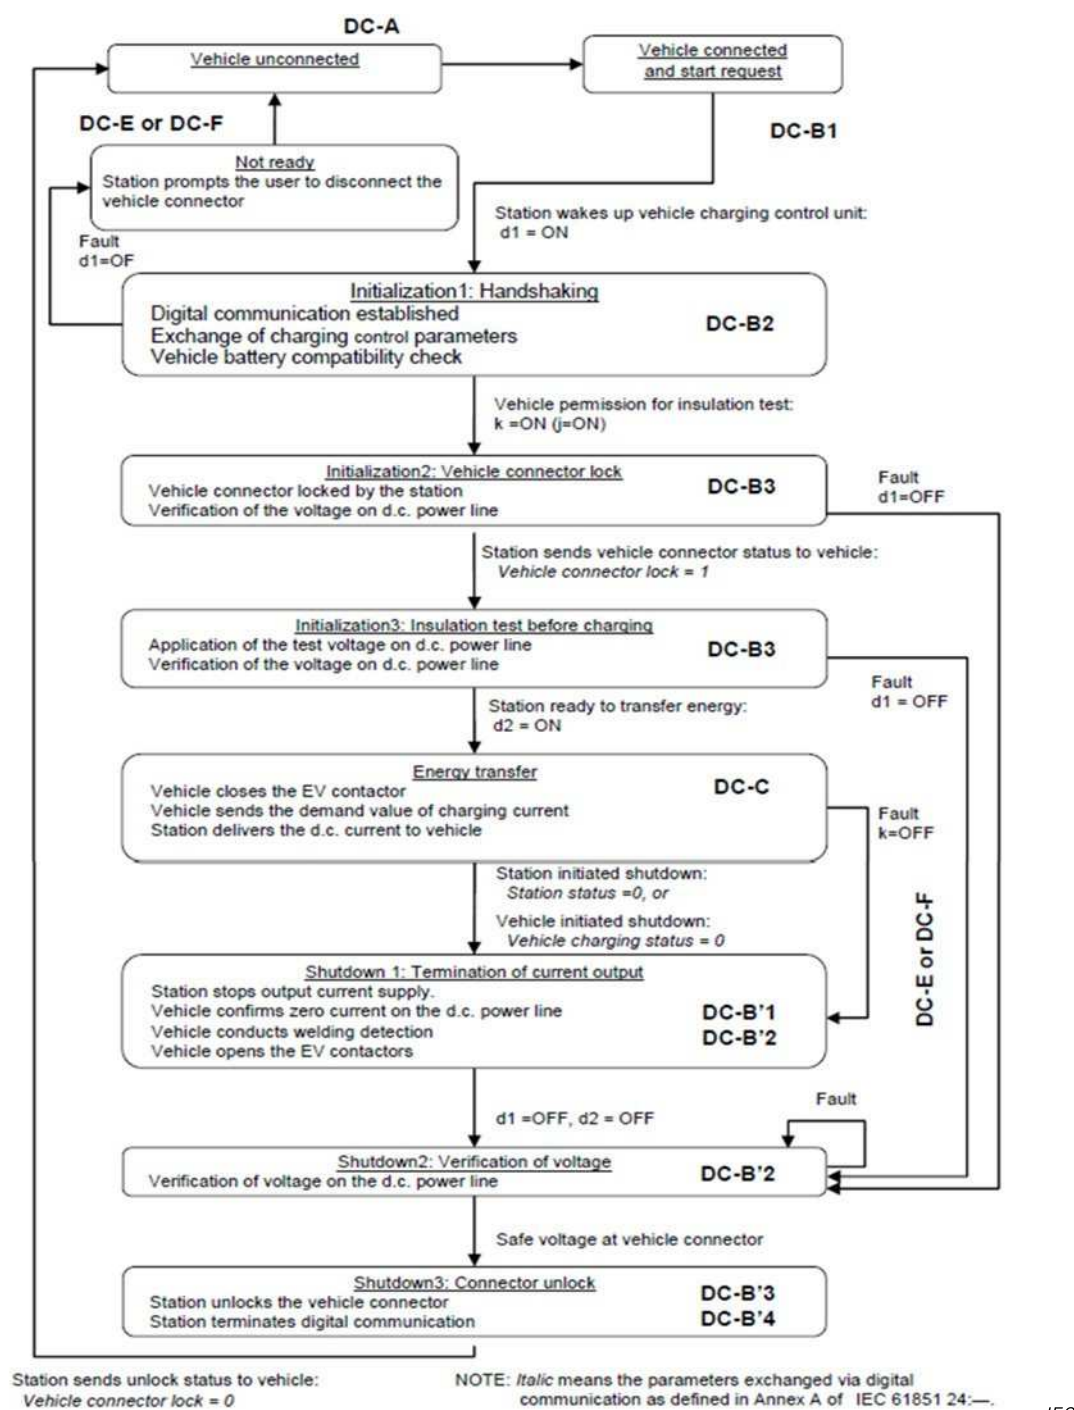 DC-A
Vehicle unconnected
Vehicle connected
and start request
DC-E or DC-F
DC-B1
Not ready
Station prompts the user to disconnect the
vehicle connector
Station wakes up vehicle charging control unit:
d1 = ON
Fault
d1=OF
Initialization1: Handshaking
Digital communication established
Exchange of charging control parameters
Vehicle battery compatibility check
DC-B2
Vehicle permission for insulation test:
k =ON (j=ON)
Initialization2: Vehicle connector lock
Vehicle connector locked by the station
Verification of the voltage on d.c. power line
DC-B3
Fault
d1=OFF
Station sends vehicle connector status to vehicle:
Vehicle connector lock = 1
Initialization3: Insulation test before charging
Application of the test voltage on d.c. power line
Verification of the voltage on d.c. power line
DC-B3
Fault
d1 = OFF
Station ready to transfer energy:
d2 = ON
Energy transfer
Vehicle closes the EV contactor
Vehicle sends the demand value of charging current
Station delivers the d.c. current to vehicle
DC-C
Fault
k=OFF
Station initiated shutdown:
Station status =0, or
Vehicle initiated shutdown:
Vehicle charging status = 0
DC-E or DC-F
Shutdown 1: Termination of current output
Station stops output current supply.
Vehicle confirms zero current on the d.c. power line
Vehicle conducts welding detection
Vehicle opens the EV contactors
DC-B'1
DC-B'2
d1 =OFF, d2 = OFF
Fault
Shutdown2: Verification of voltage
Verification of voltage on the d.c. power line
DC-B'2
Safe voltage at vehicle connector
Shutdown3: Connector unlock
Station unlocks the vehicle connector
Station terminates digital communication
DC-B'3
DC-B'4
Station sends unlock status to vehicle:
Vehicle connector lock = 0
NOTE: Italic means the parameters exchanged via digital
communication as defined in Annex A of IEC 61851 24:—.